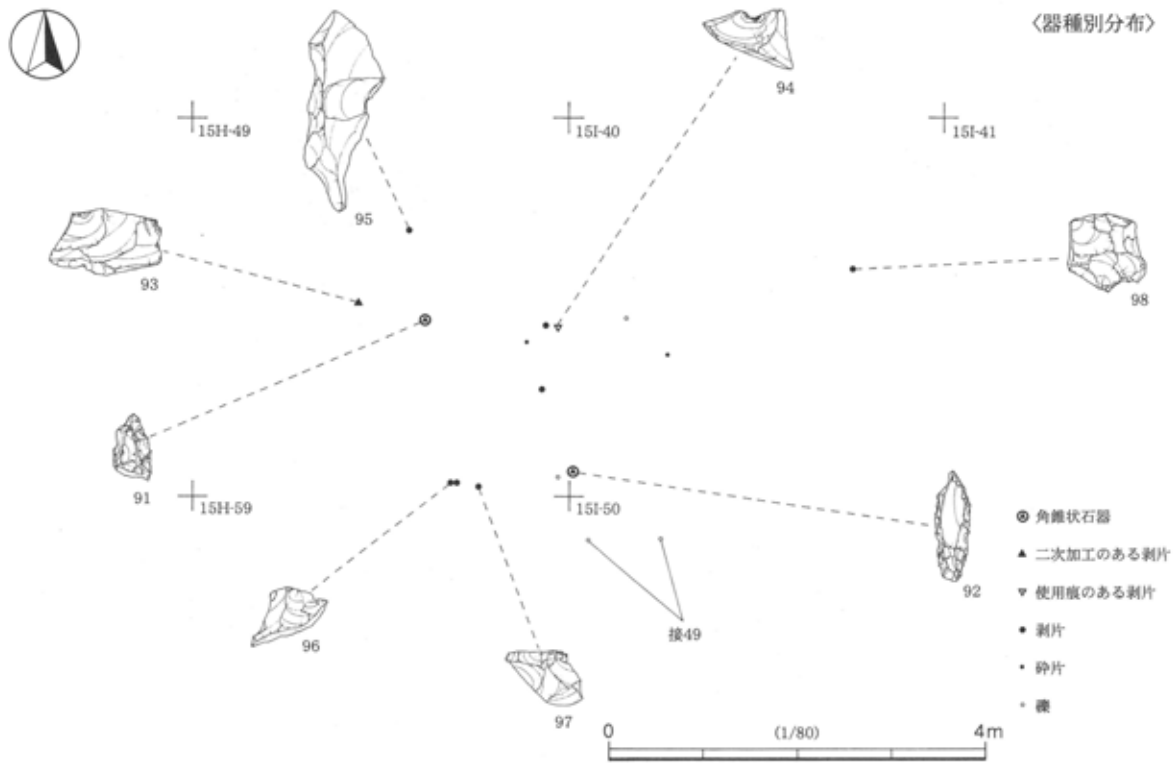 〈器種別分布〉
94
15H-49
15I-40
15I-41
95
93
98
91
15H-59
15I-50
92
96
97
接49
角錐状石器
二次加工のある剥片
使用痕のある剥片
剥片
砕片
礫
0
(1/80)
4m